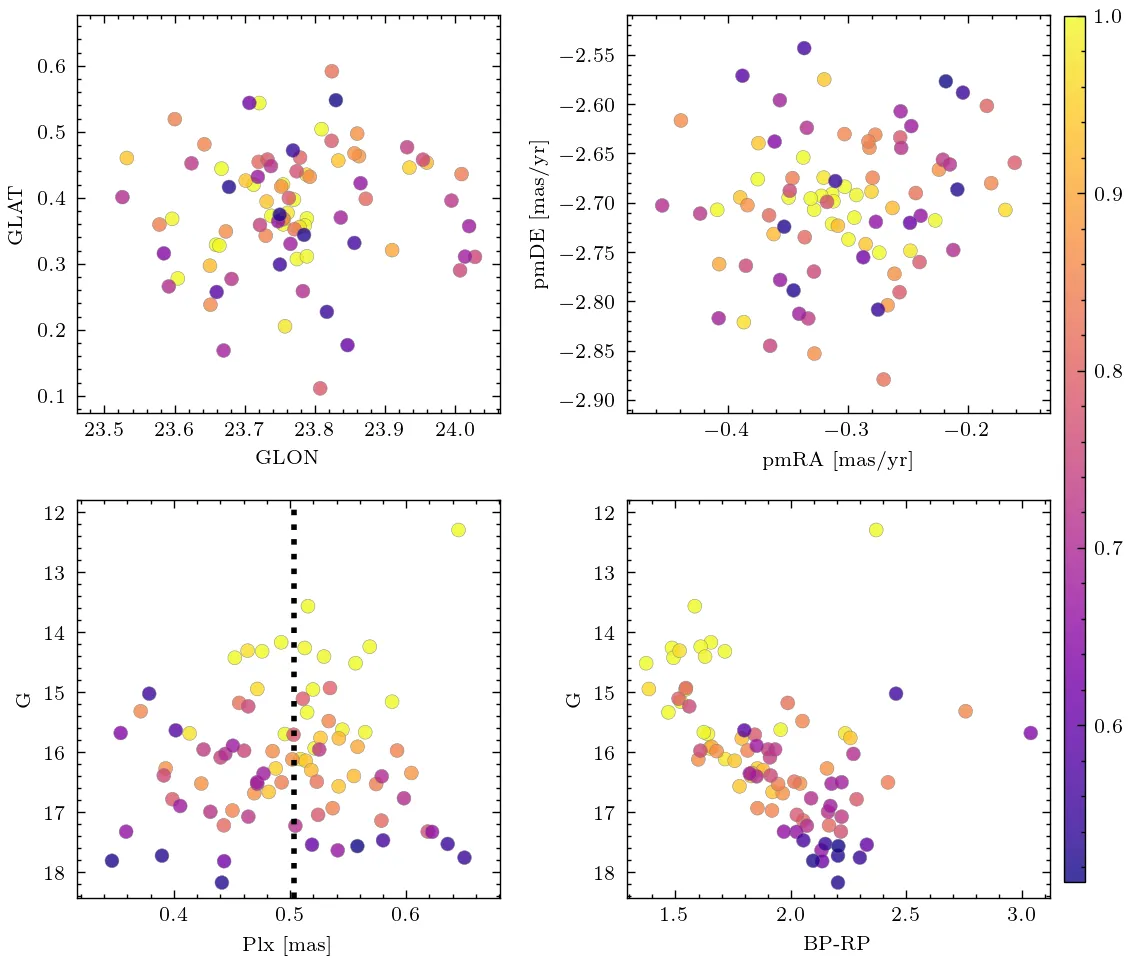 0.6
0.5
0.4
0.3
0.2
0.1
GLAT
23.5 23.6 23.7 23.8 23.9 24.0
GLON
−2.55
−2.60
−2.65
−2.70
−2.75
−2.80
−2.85
−2.90
pmDE [mas/yr]
−0.4 −0.3 −0.2
pmRA [mas/yr]
12
13
14
15
16
17
18
G
0.4 0.5 0.6
Plx [mas]
12
13
14
15
16
17
18
G
1.5 2.0 2.5 3.0
BP-RP
1.0
0.9
0.8
0.7
0.6